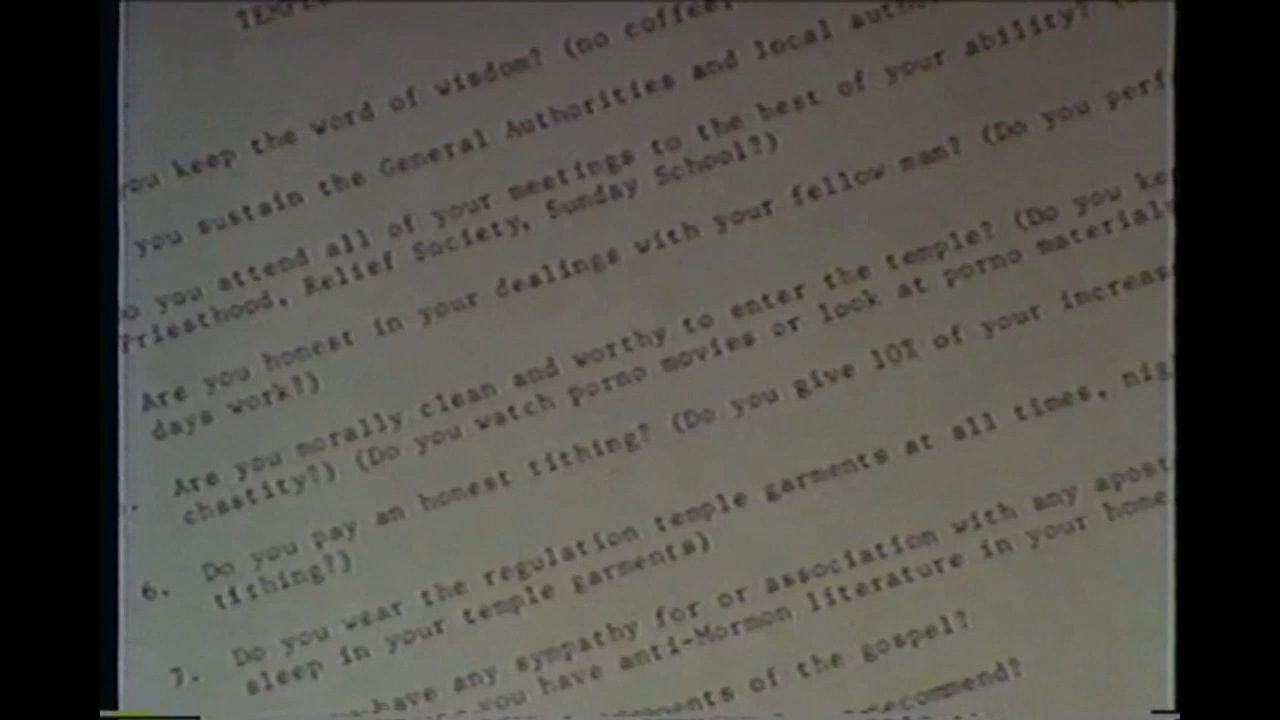 TEMPLE
you keep the word of wisdom? (no coffee,
you sustain the General Authorities and local
o you attend all of your meetings to the best of your ability?
Priesthood, Relief Society, Sunday School?)
Are you honest in your dealings with your fellow man? (Do you perf
days work?)
Are you morally clean and worthy to enter the temple? (Do you ke
chastity?) (Do you watch porno movies or look at porno materials
6. Do you pay an honest tithing? (Do you give 10% of your increase
tithing?)
7. Do you wear the regulation temple garments at all times, nig
sleep in your temple garments)
have any sympathy for or association with any apost
you have anti-Mormon literature in your home
of the gospel?
recommend?